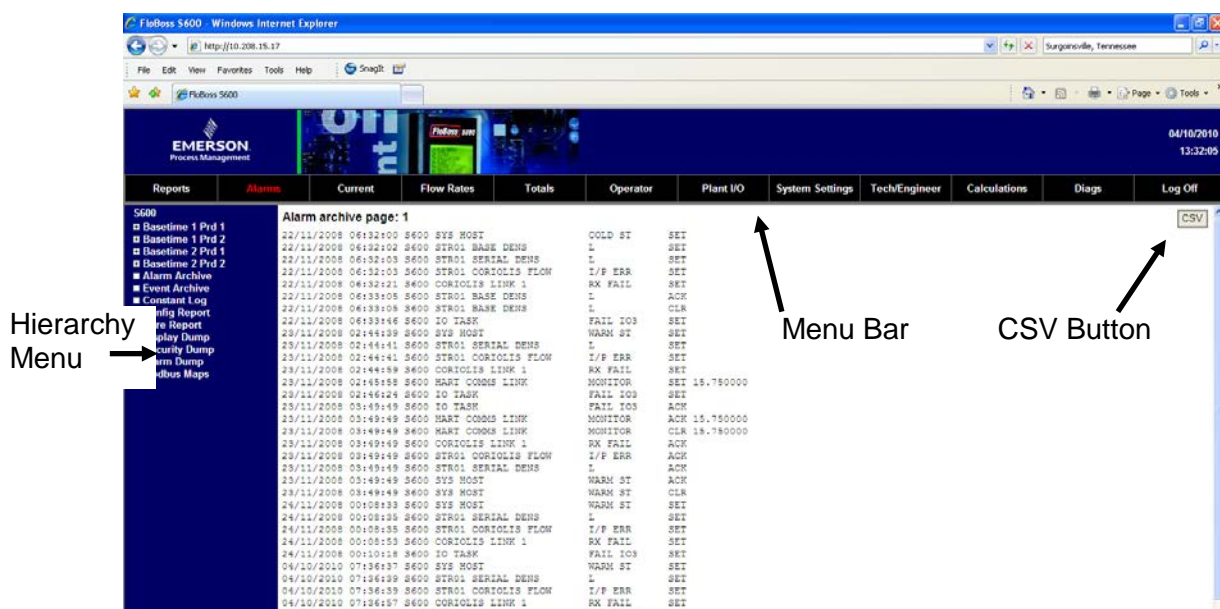 FloBoss S600 - Windows Internet Explorer
http://10.208.15.17
Surgoinsville, Tennessee
File Edit View Favorites Tools Help SnagIt
FloBoss S600
Page Tools
EMERSON
Process Management
FloBoss S600
04/10/2010
13:32:05
Reports Alarms Current Flow Rates Totals Operator Plant I/O System Settings Tech/Engineer Calculations Diags Log Off
S600
Basetime 1 Prd 1
Basetime 1 Prd 2
Basetime 2 Prd 1
Basetime 2 Prd 2
Alarm Archive
Event Archive
Constant Log
nfig Report
re Report
play Dump
curity Dump
rm Dump
dbus Maps
Hierarchy
Menu
Alarm archive page: 1
CSV
22/11/2008 06:32:00 S600 SYS HOST COLD ST SET
22/11/2008 06:32:02 S600 STR01 BASE DENS L SET
22/11/2008 06:32:03 S600 STR01 SERIAL DENS L SET
22/11/2008 06:32:03 S600 STR01 CORIOLIS FLOW I/P ERR SET
22/11/2008 06:32:21 S600 CORIOLIS LINK 1 RX FAIL SET
22/11/2008 06:33:05 S600 STR01 BASE DENS L ACK
22/11/2008 06:33:05 S600 STR01 BASE DENS L CLR
22/11/2008 06:33:46 S600 IO TASK FAIL IO3 SET
23/11/2008 02:44:39 S600 SYS HOST WARM ST SET
23/11/2008 02:44:41 S600 STR01 SERIAL DENS L SET
23/11/2008 02:44:41 S600 STR01 CORIOLIS FLOW I/P ERR SET
23/11/2008 02:44:59 S600 CORIOLIS LINK 1 RX FAIL SET
23/11/2008 02:45:58 S600 HART COMMS LINK MONITOR SET 15.750000
23/11/2008 02:46:24 S600 IO TASK FAIL IO3 SET
23/11/2008 03:49:49 S600 IO TASK FAIL IO3 ACK
23/11/2008 03:49:49 S600 HART COMMS LINK MONITOR ACK 15.750000
23/11/2008 03:49:49 S600 HART COMMS LINK MONITOR CLR 15.750000
23/11/2008 03:49:49 S600 CORIOLIS LINK 1 RX FAIL ACK
23/11/2008 03:49:49 S600 STR01 CORIOLIS FLOW I/P ERR ACK
23/11/2008 03:49:49 S600 STR01 SERIAL DENS L ACK
23/11/2008 03:49:49 S600 SYS HOST WARM ST ACK
23/11/2008 03:49:49 S600 SYS HOST WARM ST CLR
24/11/2008 00:08:33 S600 SYS HOST WARM ST SET
24/11/2008 00:08:35 S600 STR01 SERIAL DENS L SET
24/11/2008 00:08:35 S600 STR01 CORIOLIS FLOW I/P ERR SET
24/11/2008 00:08:53 S600 CORIOLIS LINK 1 RX FAIL SET
24/11/2008 00:10:18 S600 IO TASK FAIL IO3 SET
04/10/2010 07:36:37 S600 SYS HOST WARM ST SET
04/10/2010 07:36:39 S600 STR01 SERIAL DENS L SET
04/10/2010 07:36:39 S600 STR01 CORIOLIS FLOW I/P ERR SET
04/10/2010 07:36:57 S600 CORIOLIS LINK 1 RX FAIL SET
Menu Bar
CSV Button